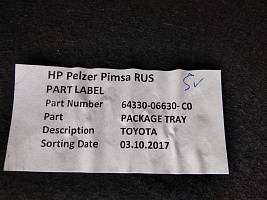 HP Pelzer Pimsa RUS
PART LABEL
Part Number 64330-06630-C0
Part PACKAGE TRAY
Description TOYOTA
Sorting Date 03.10.2017